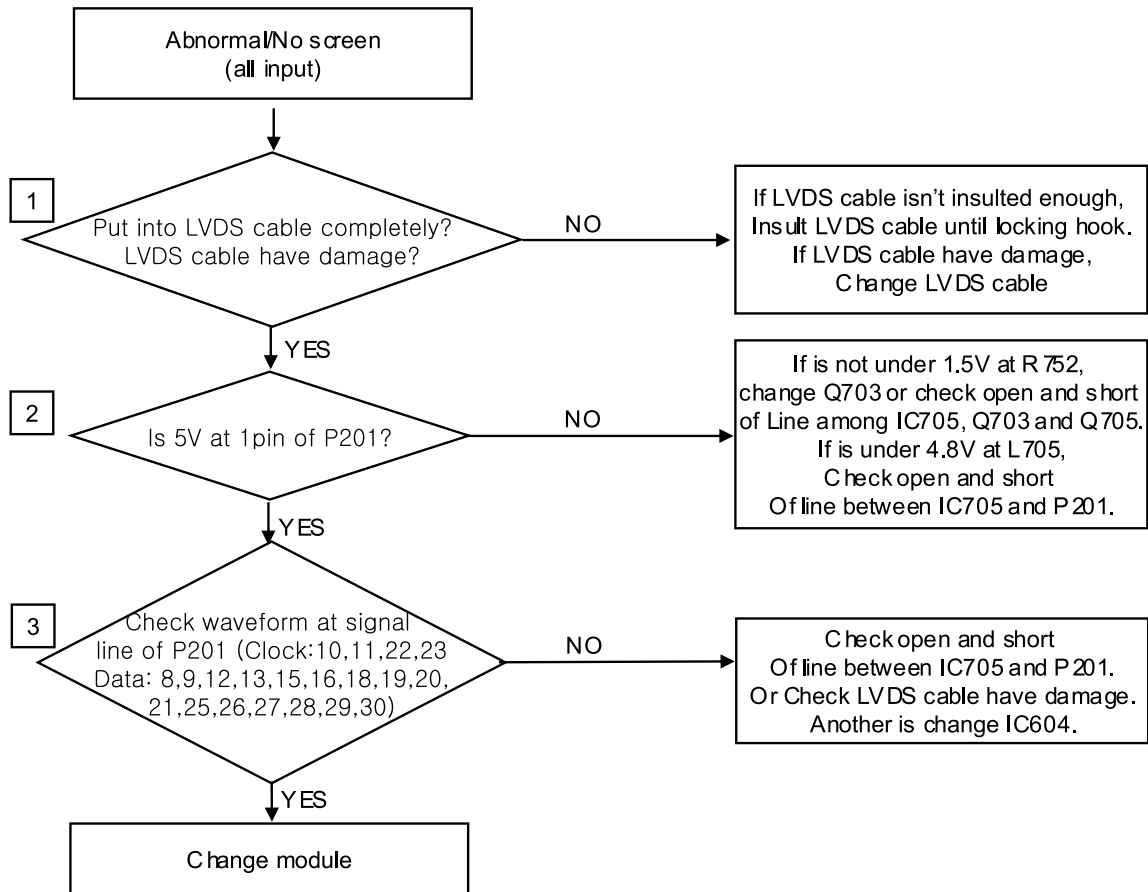 Abnormal/No screen
(all input)
1
Put into LVDS cable completely?
LVDS cable have damage?
NO
If LVDS cable isn't insulted enough,
Insult LVDS cable until locking hook.
If LVDS cable have damage,
Change LVDS cable
YES
2
Is 5V at 1pin of P201?
NO
If is not under 1.5V at R752,
change Q703 or check open and short
of Line among IC705, Q703 and Q705.
If is under 4.8V at L705,
Check open and short
Of line between IC705 and P201.
YES
3
Check waveform at signal
line of P201 (Clock:10,11,22,23
Data: 8,9,12,13,15,16,18,19,20,
21,25,26,27,28,29,30)
NO
Check open and short
Of line between IC705 and P201.
Or Check LVDS cable have damage.
Another is change IC604.
YES
Change module